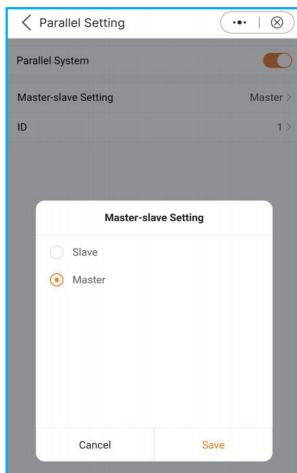 Parallel Setting
Parallel System
Master-slave Setting Master
ID 1
Master-slave Setting
Slave
Master
Cancel Save